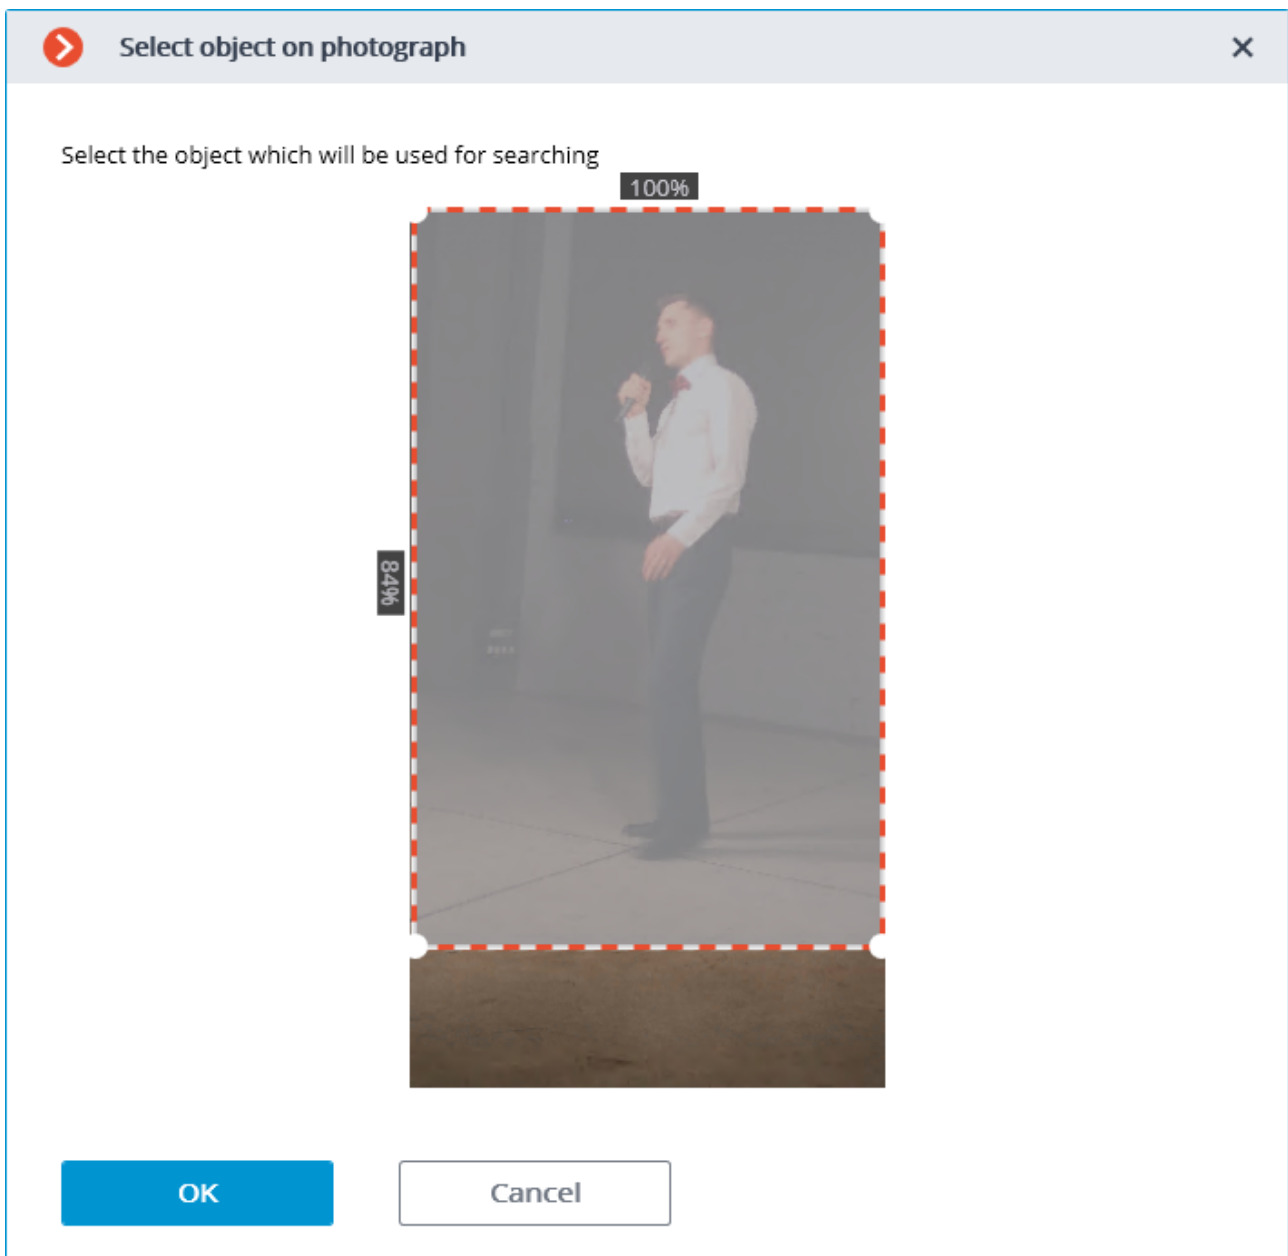 Select object on photograph
Select the object which will be used for searching
100%
84%
OK
Cancel